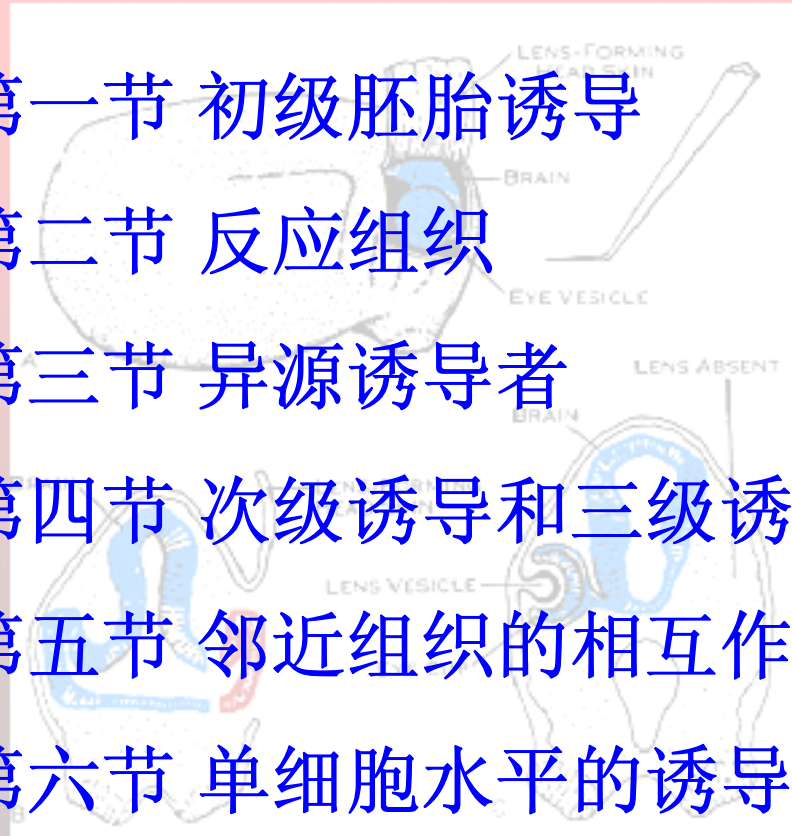 LENS-FORMING
HEAD SKIN
第一节 初级胚胎诱导
BRAIN
第二节 反应组织
EYE VESICLE
A
第三节 异源诱导者
LENS ABSENT
BRAIN
第四节 次级诱导和三级诱
LENS VESICLE
第五节 邻近组织的相互作
第六节 单细胞水平的诱导
B